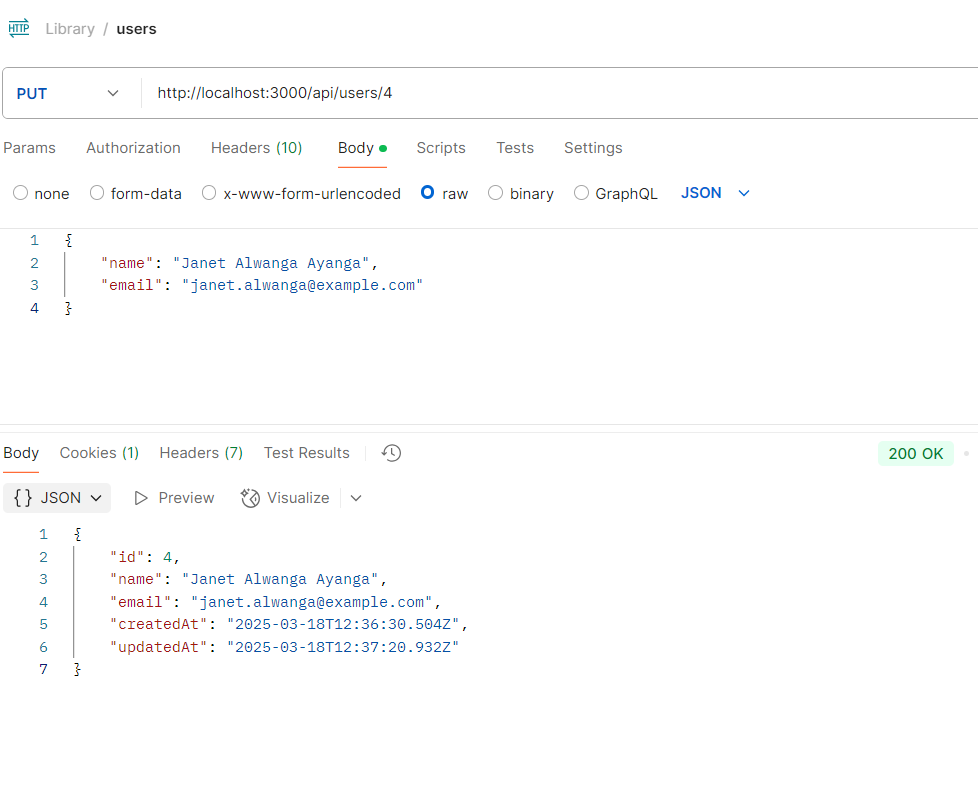 HTTP Library / users
PUT http://localhost:3000/api/users/4
Params Authorization Headers (10) Body Scripts Tests Settings
none form-data x-www-form-urlencoded raw binary GraphQL JSON
1 {
2 "name": "Janet Alwanga Ayanga",
3 "email": "janet.alwanga@example.com"
4 }
Body Cookies (1) Headers (7) Test Results 200 OK
{} JSON Preview Visualize
1 {
2 "id": 4,
3 "name": "Janet Alwanga Ayanga",
4 "email": "janet.alwanga@example.com",
5 "createdAt": "2025-03-18T12:36:30.504Z",
6 "updatedAt": "2025-03-18T12:37:20.932Z"
7 }